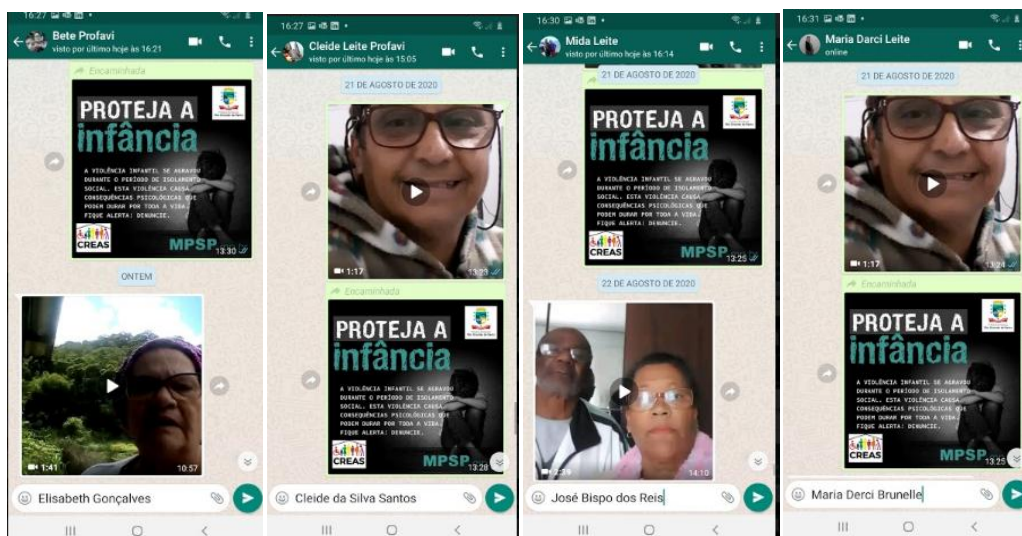 16:27
Bete Profavi
visto por último hoje às 16:21
Encaminhada
PROTEJA A
infância
A VIOLÊNCIA INFANTIL SE AGRAVOU
DURANTE O PERÍODO DE ISOLAMENTO
SOCIAL. ESTA VIOLÊNCIA CAUSA
CONSEQUÊNCIAS PSICOLÓGICAS QUE
PODEM DURAR POR TODA A VIDA.
FIQUE ALERTA: DENUNCIE.
CREAS
MPSP
13:30
ONTEM
1:41
10:57
Elisabeth Gonçalves
16:27
Cleide Leite Profavi
visto por último hoje às 15:05
21 DE AGOSTO DE 2020
1:17
13:23
Encaminhada
PROTEJA A
infância
A VIOLÊNCIA INFANTIL SE AGRAVOU
DURANTE O PERÍODO DE ISOLAMENTO
SOCIAL. ESTA VIOLÊNCIA CAUSA
CONSEQUÊNCIAS PSICOLÓGICAS QUE
PODEM DURAR POR TODA A VIDA.
FIQUE ALERTA: DENUNCIE.
CREAS
MPSP
13:28
Cleide da Silva Santos
16:30
Mida Leite
visto por último hoje às 16:14
21 DE AGOSTO DE 2020
PROTEJA A
infância
A VIOLÊNCIA INFANTIL SE AGRAVOU
DURANTE O PERÍODO DE ISOLAMENTO
SOCIAL. ESTA VIOLÊNCIA CAUSA
CONSEQUÊNCIAS PSICOLÓGICAS QUE
PODEM DURAR POR TODA A VIDA.
FIQUE ALERTA: DENUNCIE.
CREAS
MPSP
13:25
22 DE AGOSTO DE 2020
14:10
José Bispo dos Reis
16:31
Maria Darci Leite
online
21 DE AGOSTO DE 2020
1:17
13:24
Encaminhada
PROTEJA A
infância
A VIOLÊNCIA INFANTIL SE AGRAVOU
DURANTE O PERÍODO DE ISOLAMENTO
SOCIAL. ESTA VIOLÊNCIA CAUSA
CONSEQUÊNCIAS PSICOLÓGICAS QUE
PODEM DURAR POR TODA A VIDA.
FIQUE ALERTA: DENUNCIE.
CREAS
MPSP
13:25
Maria Derci Brunelle